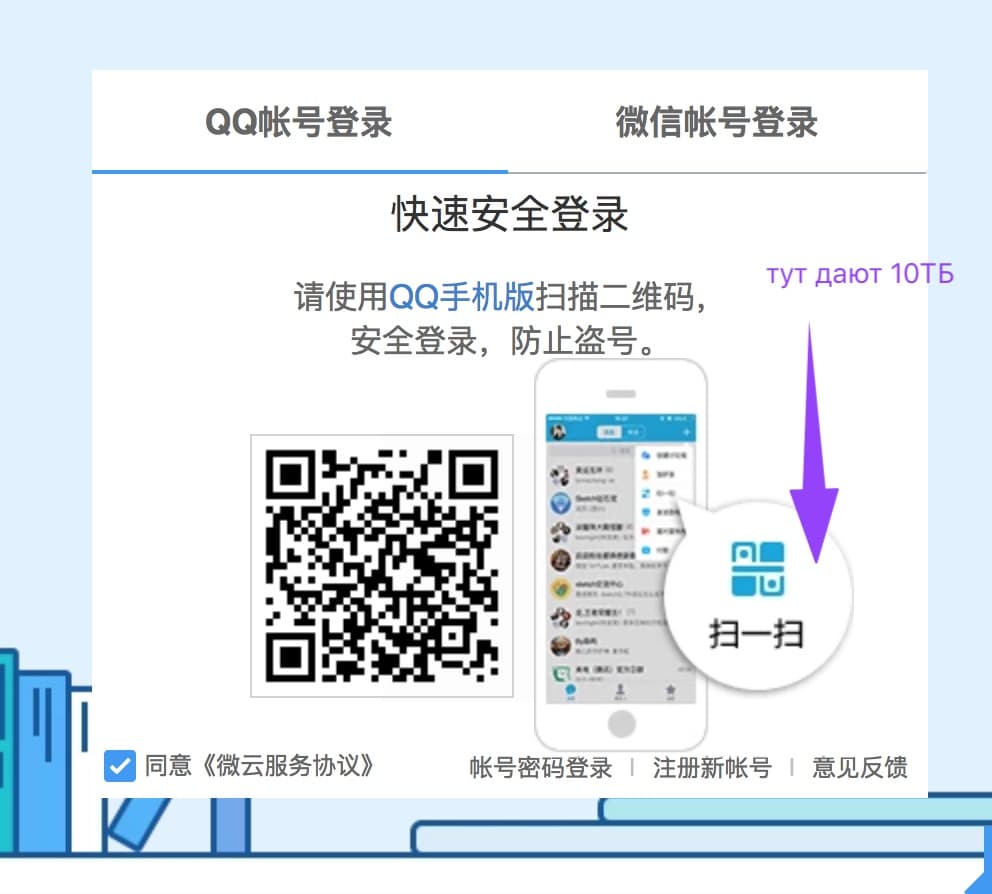 QQ帐号登录
微信帐号登录
快速安全登录
请使用QQ手机版扫描二维码,
安全登录，防止盗号。
тут дают 10ТБ
扫一扫
同意《微云服务协议》
帐号密码登录 | 注册新帐号 | 意见反馈